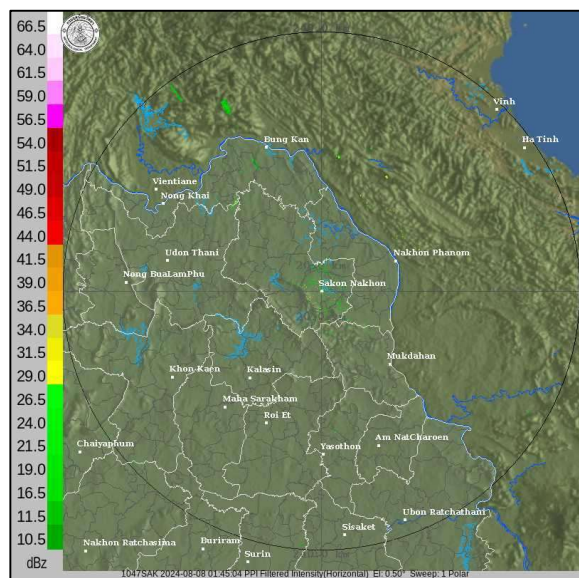 66.5
64.0
61.5
59.0
56.5
54.0
51.5
49.0
46.5
44.0
41.5
39.0
36.5
34.0
31.5
29.0
26.5
24.0
21.5
19.0
16.5
13.0
11.5
10.5
dBz
Vinh
Ha Tinh
Bung Kan
Vientiane
Nong Khai
Udon Thani
Nakhon Phanom
Nong BuaLamPhu
Sakon Nakhon
Mukdahan
Khon Kaen
Kalasin
Maha Sarakham
Roi Et
Chaiyaphum
Yasothon
Am NatCharoen
Ubon Ratchathani
Sisaket
Nakhon Ratchasima
Buriram
Surin
1047SAK 2024-08-08 01:45:04 PPI Filtered Intensity(Horizontal) El: 0.50° Sweep: 1 Polar